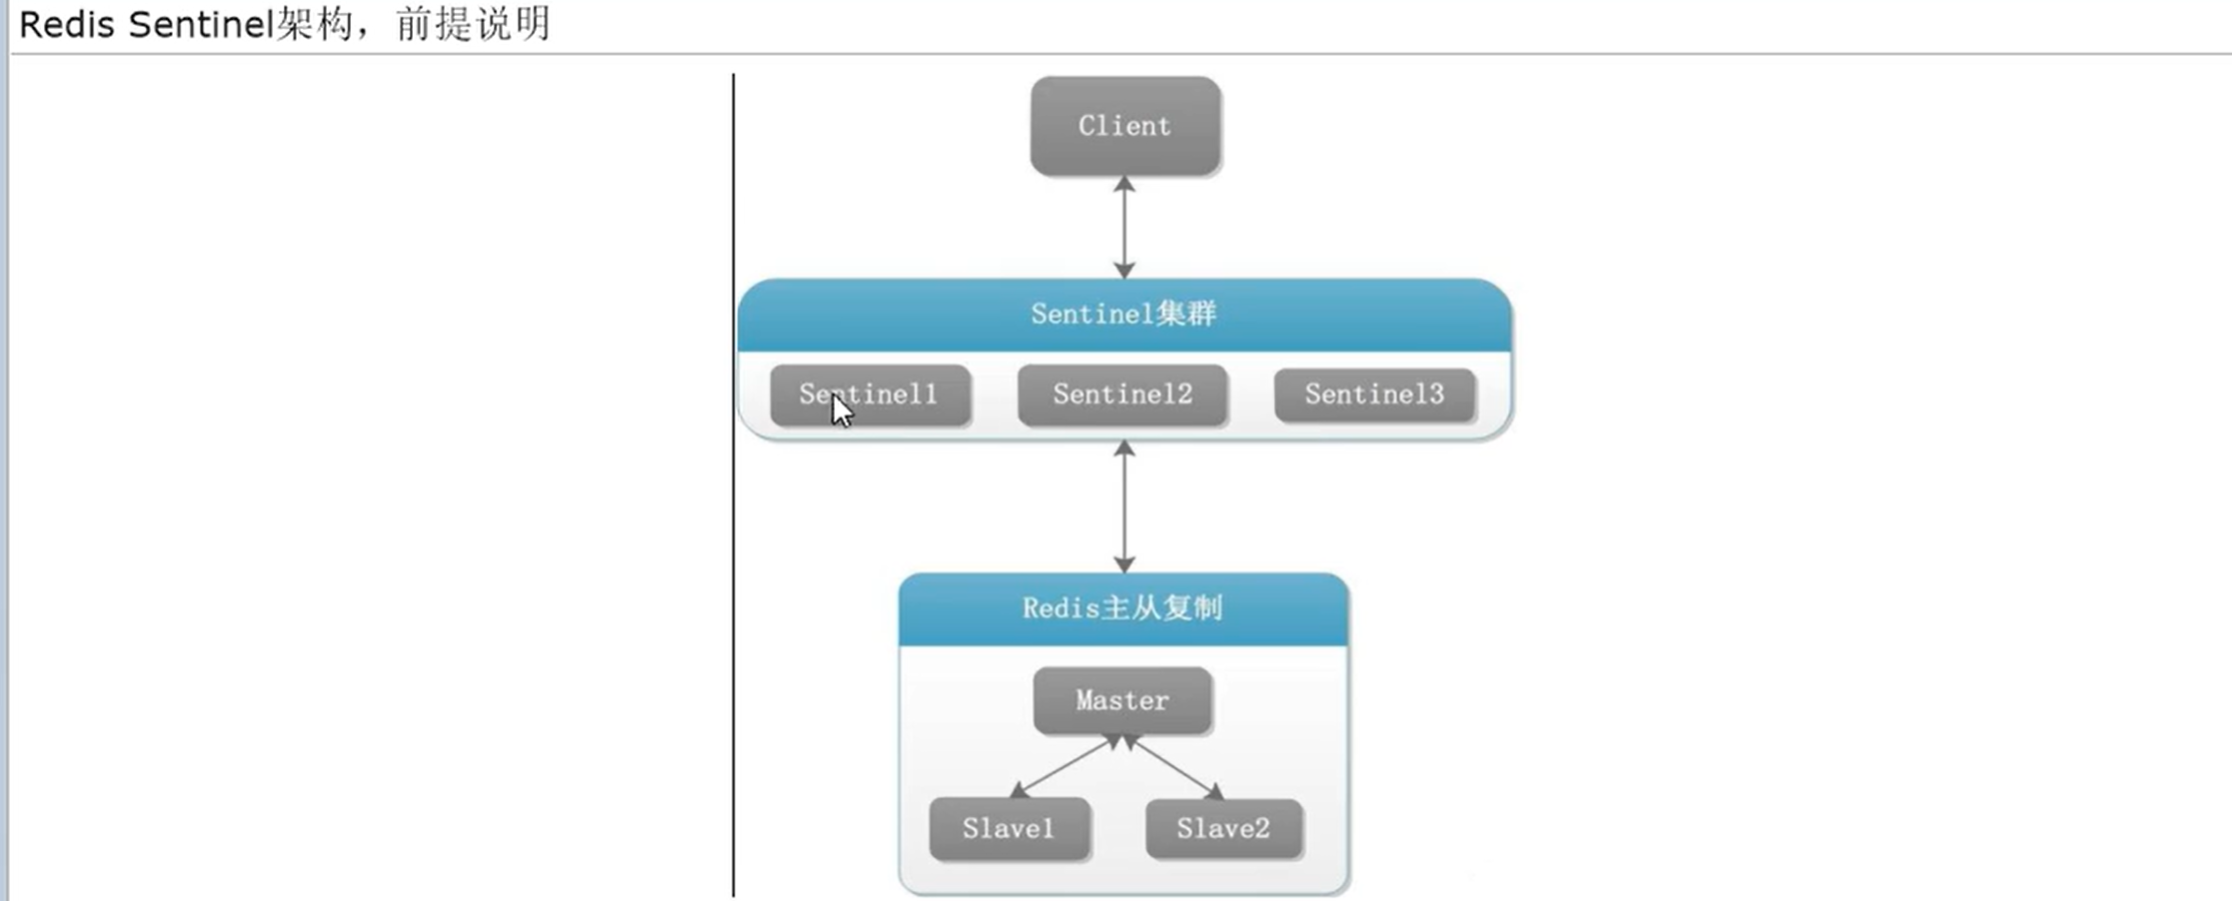 Redis Sentinel架构，前提说明
Client
Sentinel集群
Sentinel1
Sentinel2
Sentinel3
Redis主从复制
Master
Slave1
Slave2